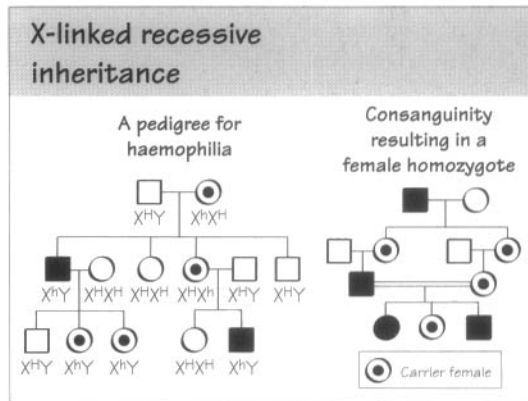 X-linked recessive
inheritance
A pedigree for
haemophilia
XᴴY XʰXᴴ
XʰY XᴴXᴴ XᴴXᴴ XᴴXʰ XᴴY XᴴY
XᴴY XʰY XʰY XᴴXᴴ XʰY
Consanguinity
resulting in a
female homozygote
Carrier female